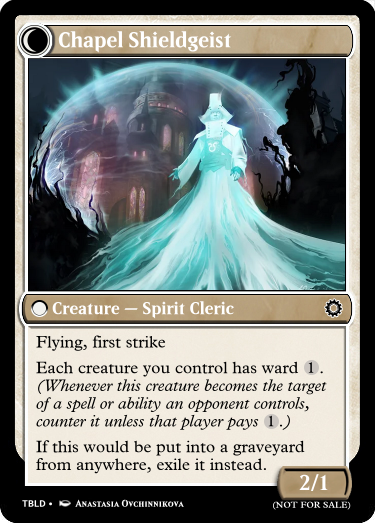 Chapel Shieldgeist
Creature — Spirit Cleric
Flying, first strike
Each creature you control has ward 1.
(Whenever this creature becomes the target
of a spell or ability an opponent controls,
counter it unless that player pays 1.)
If this would be put into a graveyard
from anywhere, exile it instead.
2/1
TBLD • Anastasia Ovchinnikova
(NOT FOR SALE)